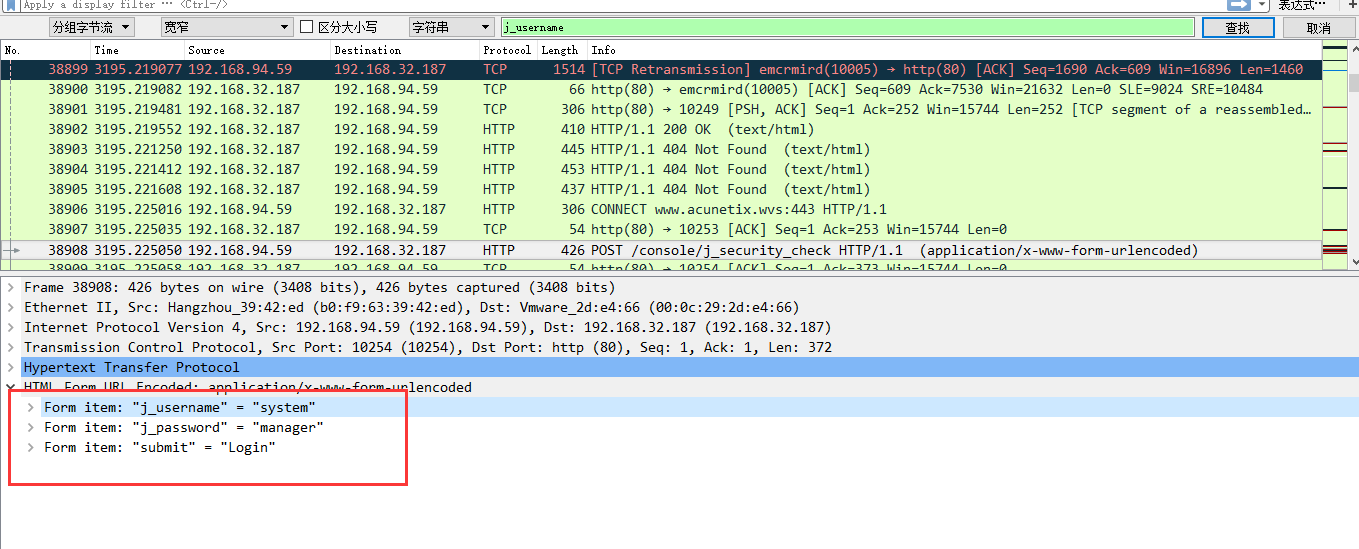 Apply a display filter … <Ctrl-/> 表达式…
分组字节流 宽窄 区分大小写 字符串 j_username 查找 取消
No. Time Source Destination Protocol Length Info
38899 3195.219077 192.168.94.59 192.168.32.187 TCP 1514 [TCP Retransmission] emcrmird(10005) → http(80) [ACK] Seq=1690 Ack=609 Win=16896 Len=1460
38900 3195.219082 192.168.32.187 192.168.94.59 TCP 66 http(80) → emcrmird(10005) [ACK] Seq=609 Ack=7530 Win=21632 Len=0 SLE=9024 SRE=10484
38901 3195.219481 192.168.32.187 192.168.94.59 TCP 306 http(80) → 10249 [PSH, ACK] Seq=1 Ack=252 Win=15744 Len=252 [TCP segment of a reassembled…
38902 3195.219552 192.168.32.187 192.168.94.59 HTTP 410 HTTP/1.1 200 OK  (text/html)
38903 3195.221250 192.168.32.187 192.168.94.59 HTTP 445 HTTP/1.1 404 Not Found  (text/html)
38904 3195.221412 192.168.32.187 192.168.94.59 HTTP 453 HTTP/1.1 404 Not Found  (text/html)
38905 3195.221608 192.168.32.187 192.168.94.59 HTTP 437 HTTP/1.1 404 Not Found  (text/html)
38906 3195.225016 192.168.94.59 192.168.32.187 HTTP 306 CONNECT www.acunetix.wvs:443 HTTP/1.1
38907 3195.225035 192.168.32.187 192.168.94.59 TCP 54 http(80) → 10253 [ACK] Seq=1 Ack=253 Win=15744 Len=0
38908 3195.225050 192.168.94.59 192.168.32.187 HTTP 426 POST /console/j_security_check HTTP/1.1  (application/x-www-form-urlencoded)
38909 3195.225058 192.168.32.187 192.168.94.59 TCP 54 http(80) → 10254 [ACK] Seq=1 Ack=373 Win=15744 Len=0
Frame 38908: 426 bytes on wire (3408 bits), 426 bytes captured (3408 bits)
Ethernet II, Src: Hangzhou_39:42:ed (b0:f9:63:39:42:ed), Dst: Vmware_2d:e4:66 (00:0c:29:2d:e4:66)
Internet Protocol Version 4, Src: 192.168.94.59 (192.168.94.59), Dst: 192.168.32.187 (192.168.32.187)
Transmission Control Protocol, Src Port: 10254 (10254), Dst Port: http (80), Seq: 1, Ack: 1, Len: 372
Hypertext Transfer Protocol
HTML Form URL Encoded: application/x-www-form-urlencoded
Form item: "j_username" = "system"
Form item: "j_password" = "manager"
Form item: "submit" = "Login"